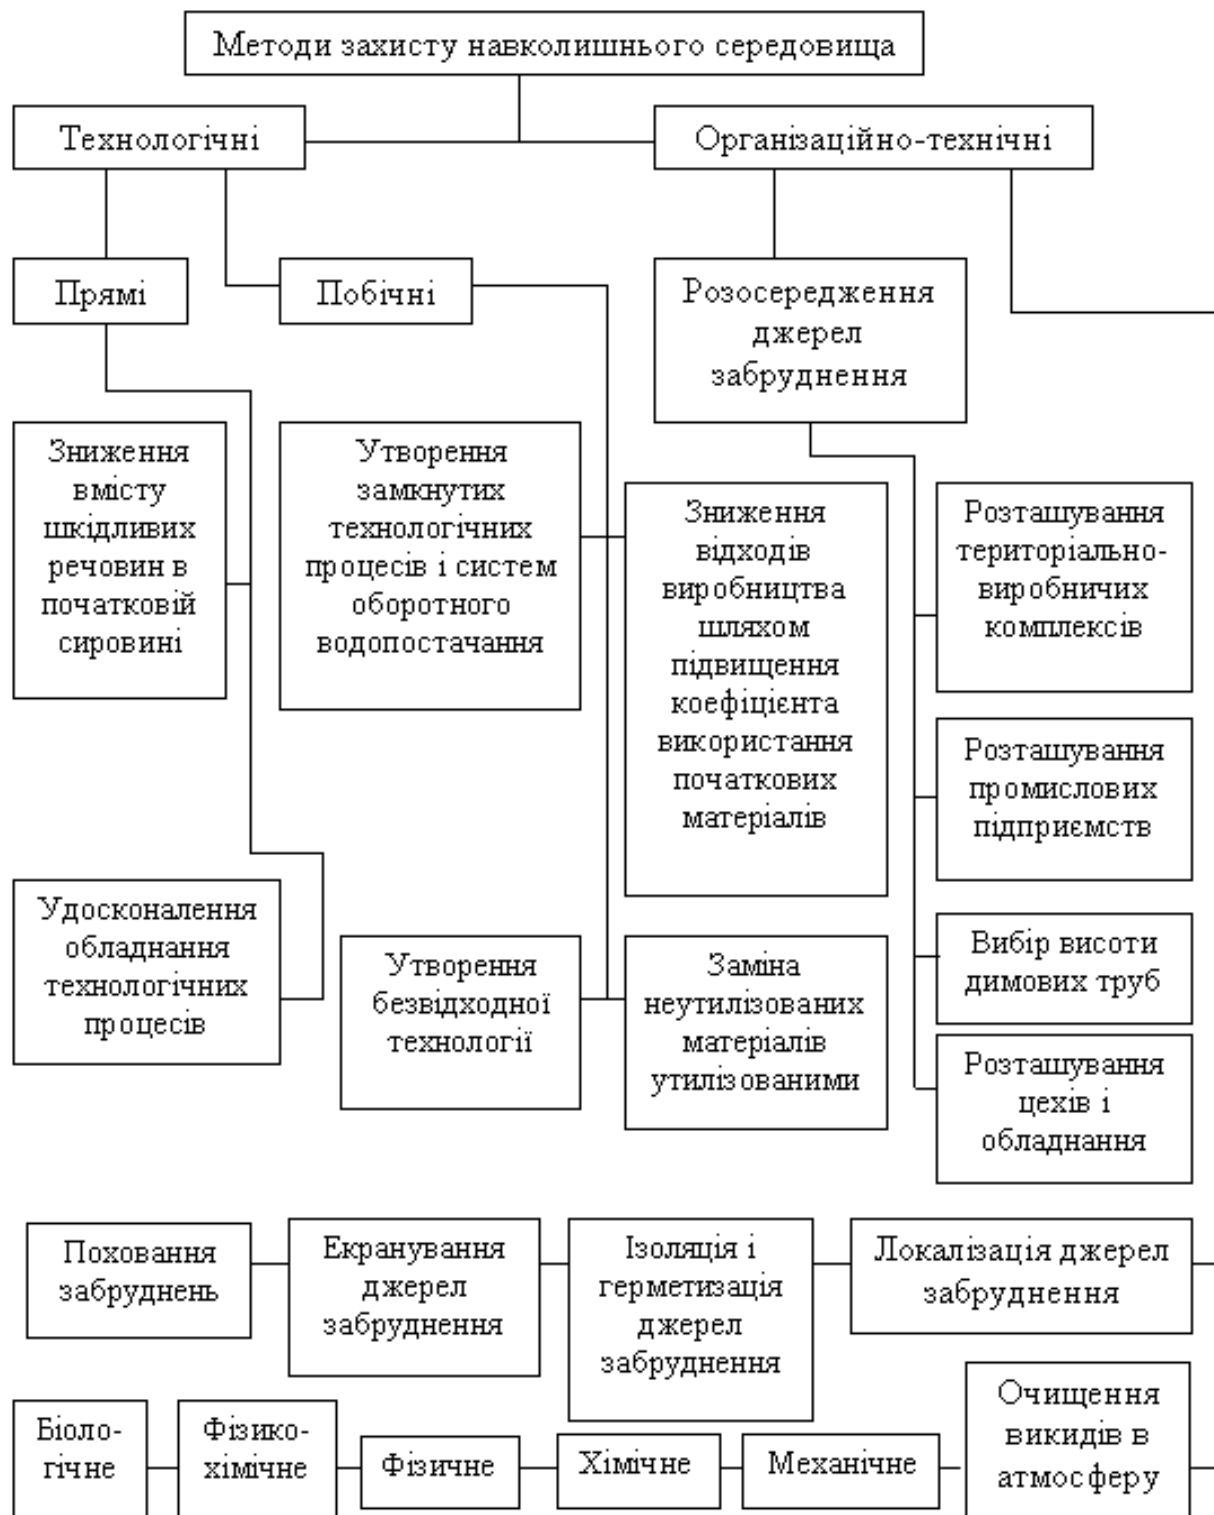 Методи захисту навколишнього середовища
Технологічні
Організаційно-технічні
Прямі
Побічні
Розосередження
джерел
забруднення
Зниження
вмісту
шкідливих
речовин в
початковій
сировині
Утворення
замкнутих
технологічних
процесів і систем
оборотного
водопостачання
Зниження
відходів
виробництва
шляхом
підвищення
коефіцієнта
використання
початкових
матеріалів
Розташування
територіально-
виробничих
комплексів
Розташування
промислових
підприємств
Удосконалення
обладнання
технологічних
процесів
Утворення
безвідходної
технології
Заміна
неутилізованих
матеріалів
утилізованими
Вибір висоти
димових труб
Розташування
цехів і
обладнання
Поховання
забруднень
Екранування
джерел
забруднення
Ізоляція і
герметизація
джерел
забруднення
Локалізація джерел
забруднення
Біоло-
гічне
Фізико-
хімічне
Фізичне
Хімічне
Механічне
Очищення
викидів в
атмосферу